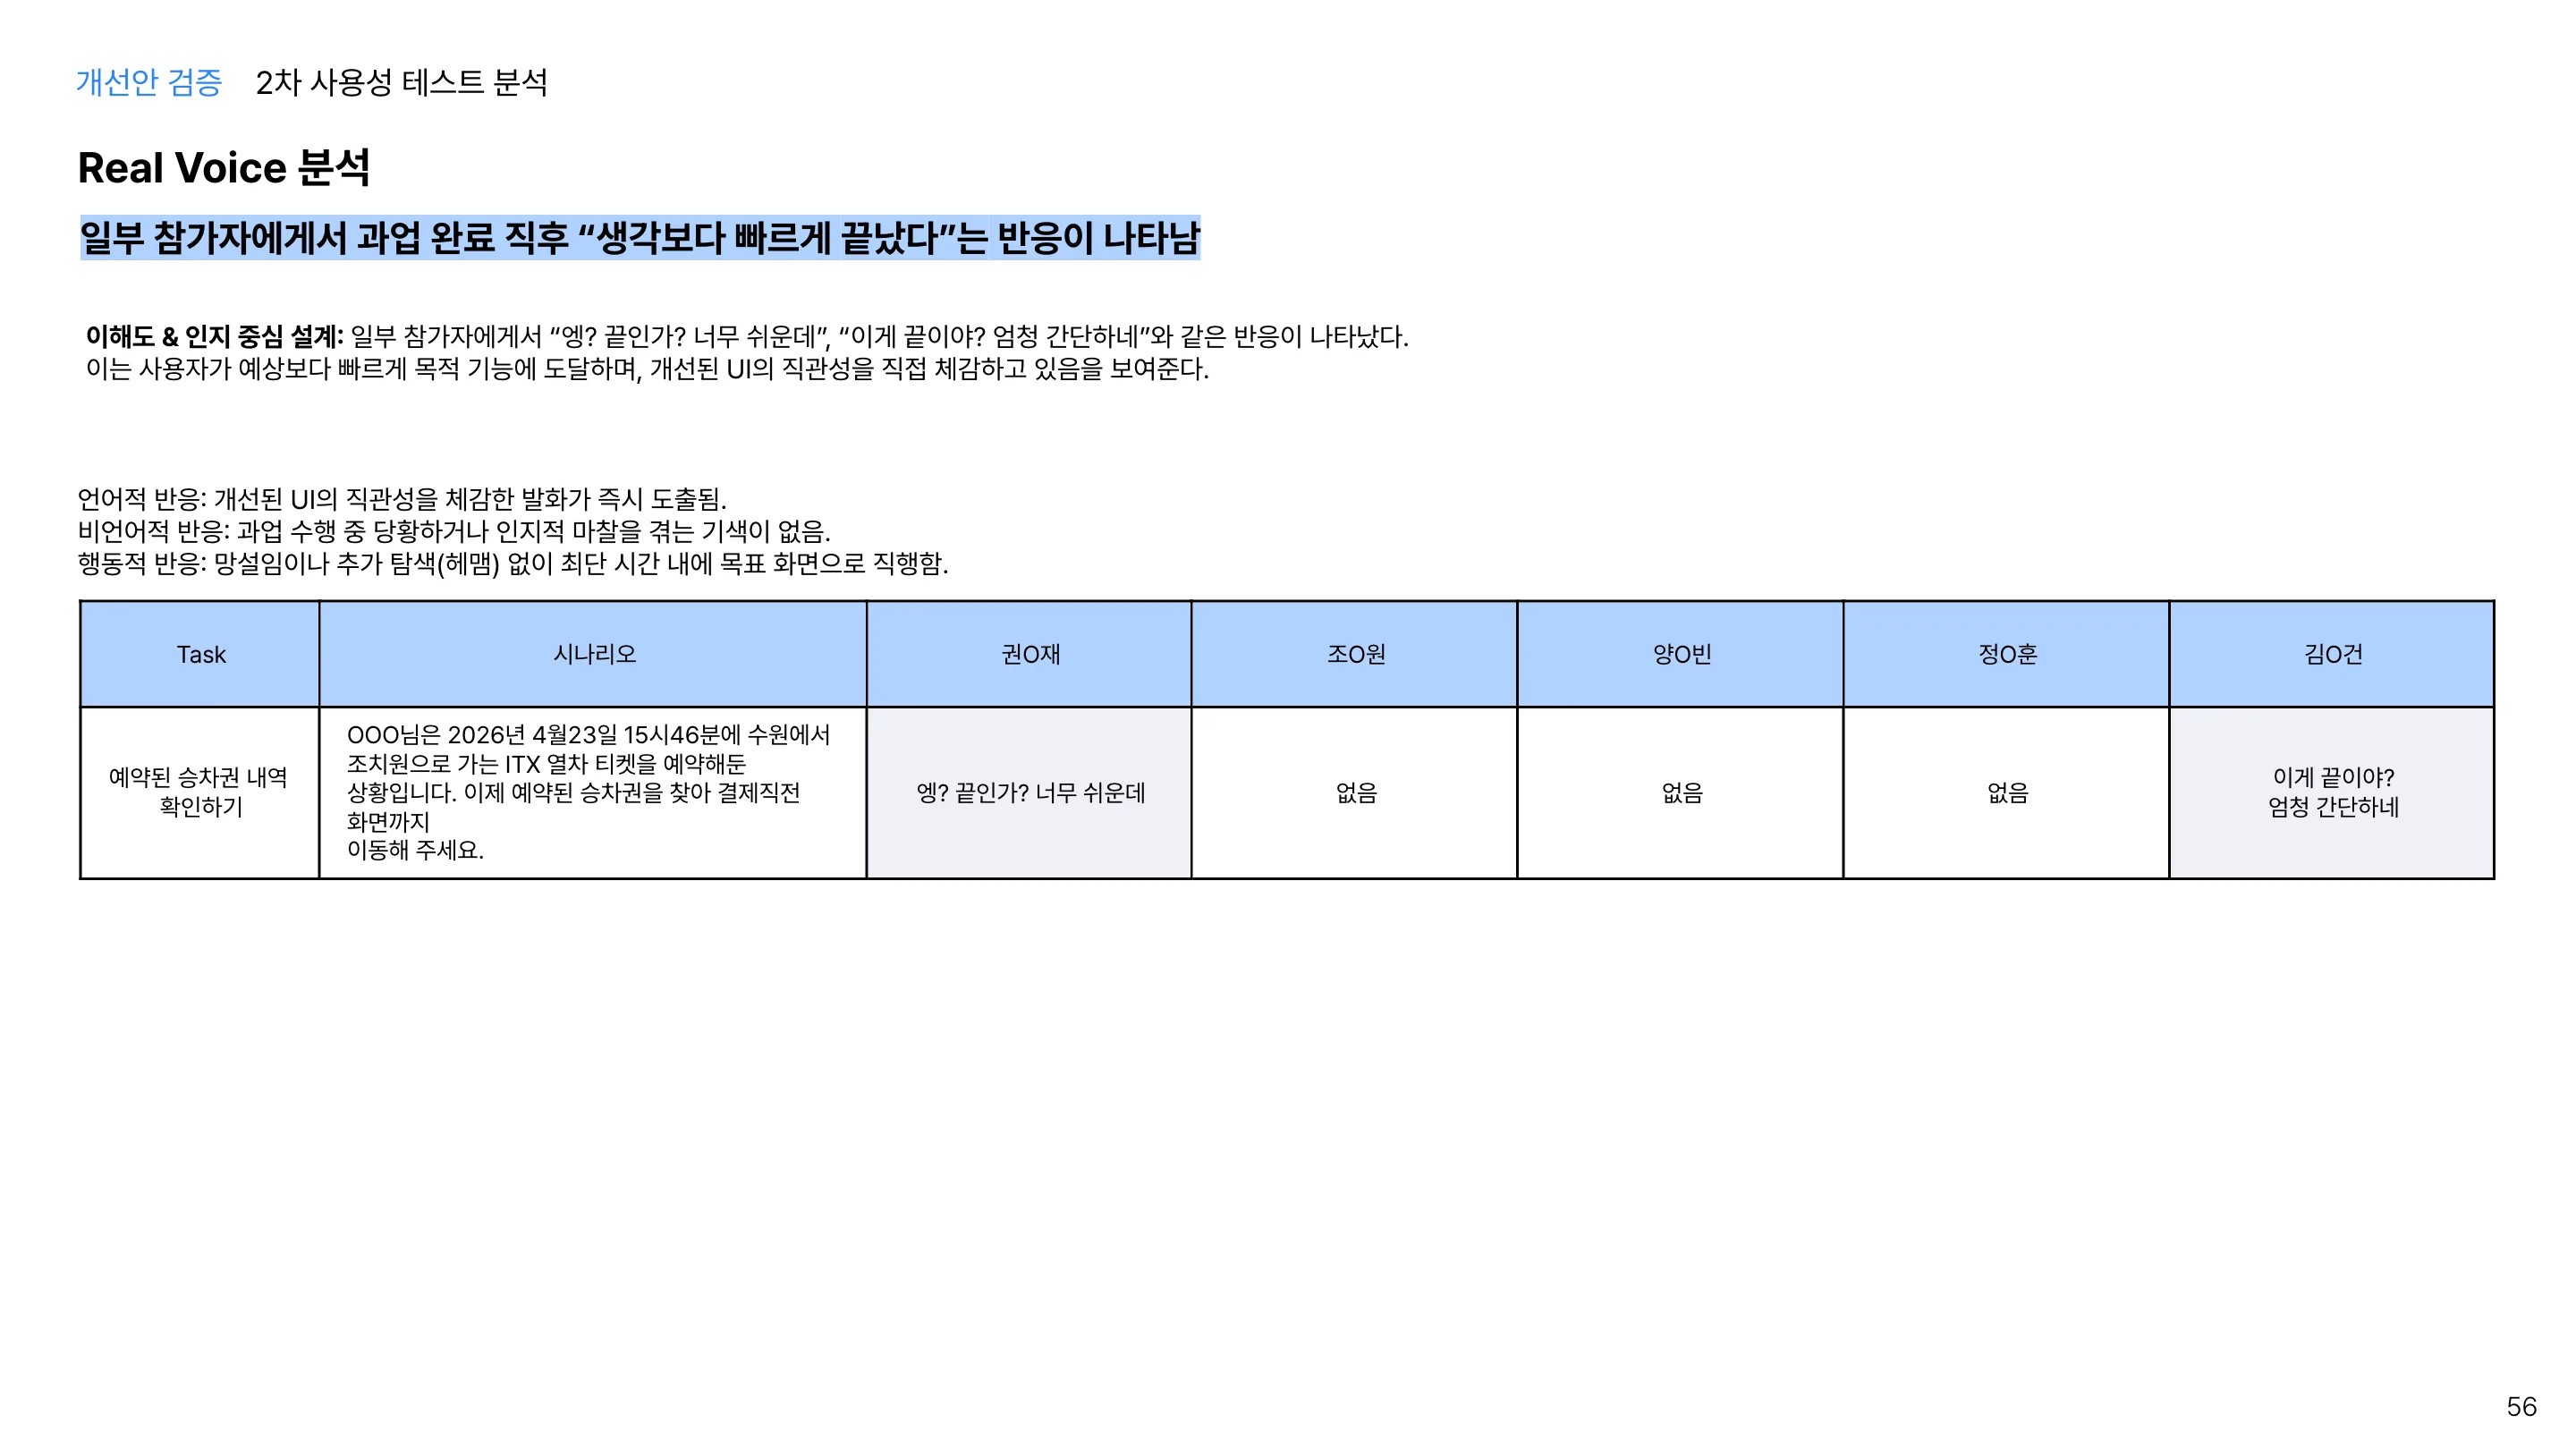 개선안 검증 2차 사용성 테스트 분석
Real Voice 분석
일부 참가자에게서 과업 완료 직후 “생각보다 빠르게 끝났다”는 반응이 나타남
이해도 & 인지 중심 설계: 일부 참가자에게서 “엥? 끝인가? 너무 쉬운데”, “이게 끝이야? 엄청 간단하네”와 같은 반응이 나타났다.
이는 사용자가 예상보다 빠르게 목적 기능에 도달하며, 개선된 UI의 직관성을 직접 체감하고 있음을 보여준다.
언어적 반응: 개선된 UI의 직관성을 체감한 발화가 즉시 도출됨.
비언어적 반응: 과업 수행 중 당황하거나 인지적 마찰을 겪는 기색이 없음.
행동적 반응: 망설임이나 추가 탐색(헤맴) 없이 최단 시간 내에 목표 화면으로 직행함.
Task 시나리오 권O재 조O원 양O빈 정O훈 김O건
예약된 승차권 내역
확인하기
OOO님은 2026년 4월23일 15시46분에 수원에서
조치원으로 가는 ITX 열차 티켓을 예약해둔
상황입니다. 이제 예약된 승차권을 찾아 결제직전
화면까지
이동해 주세요.
엥? 끝인가? 너무 쉬운데
없음
없음
없음
이게 끝이야?
엄청 간단하네
56